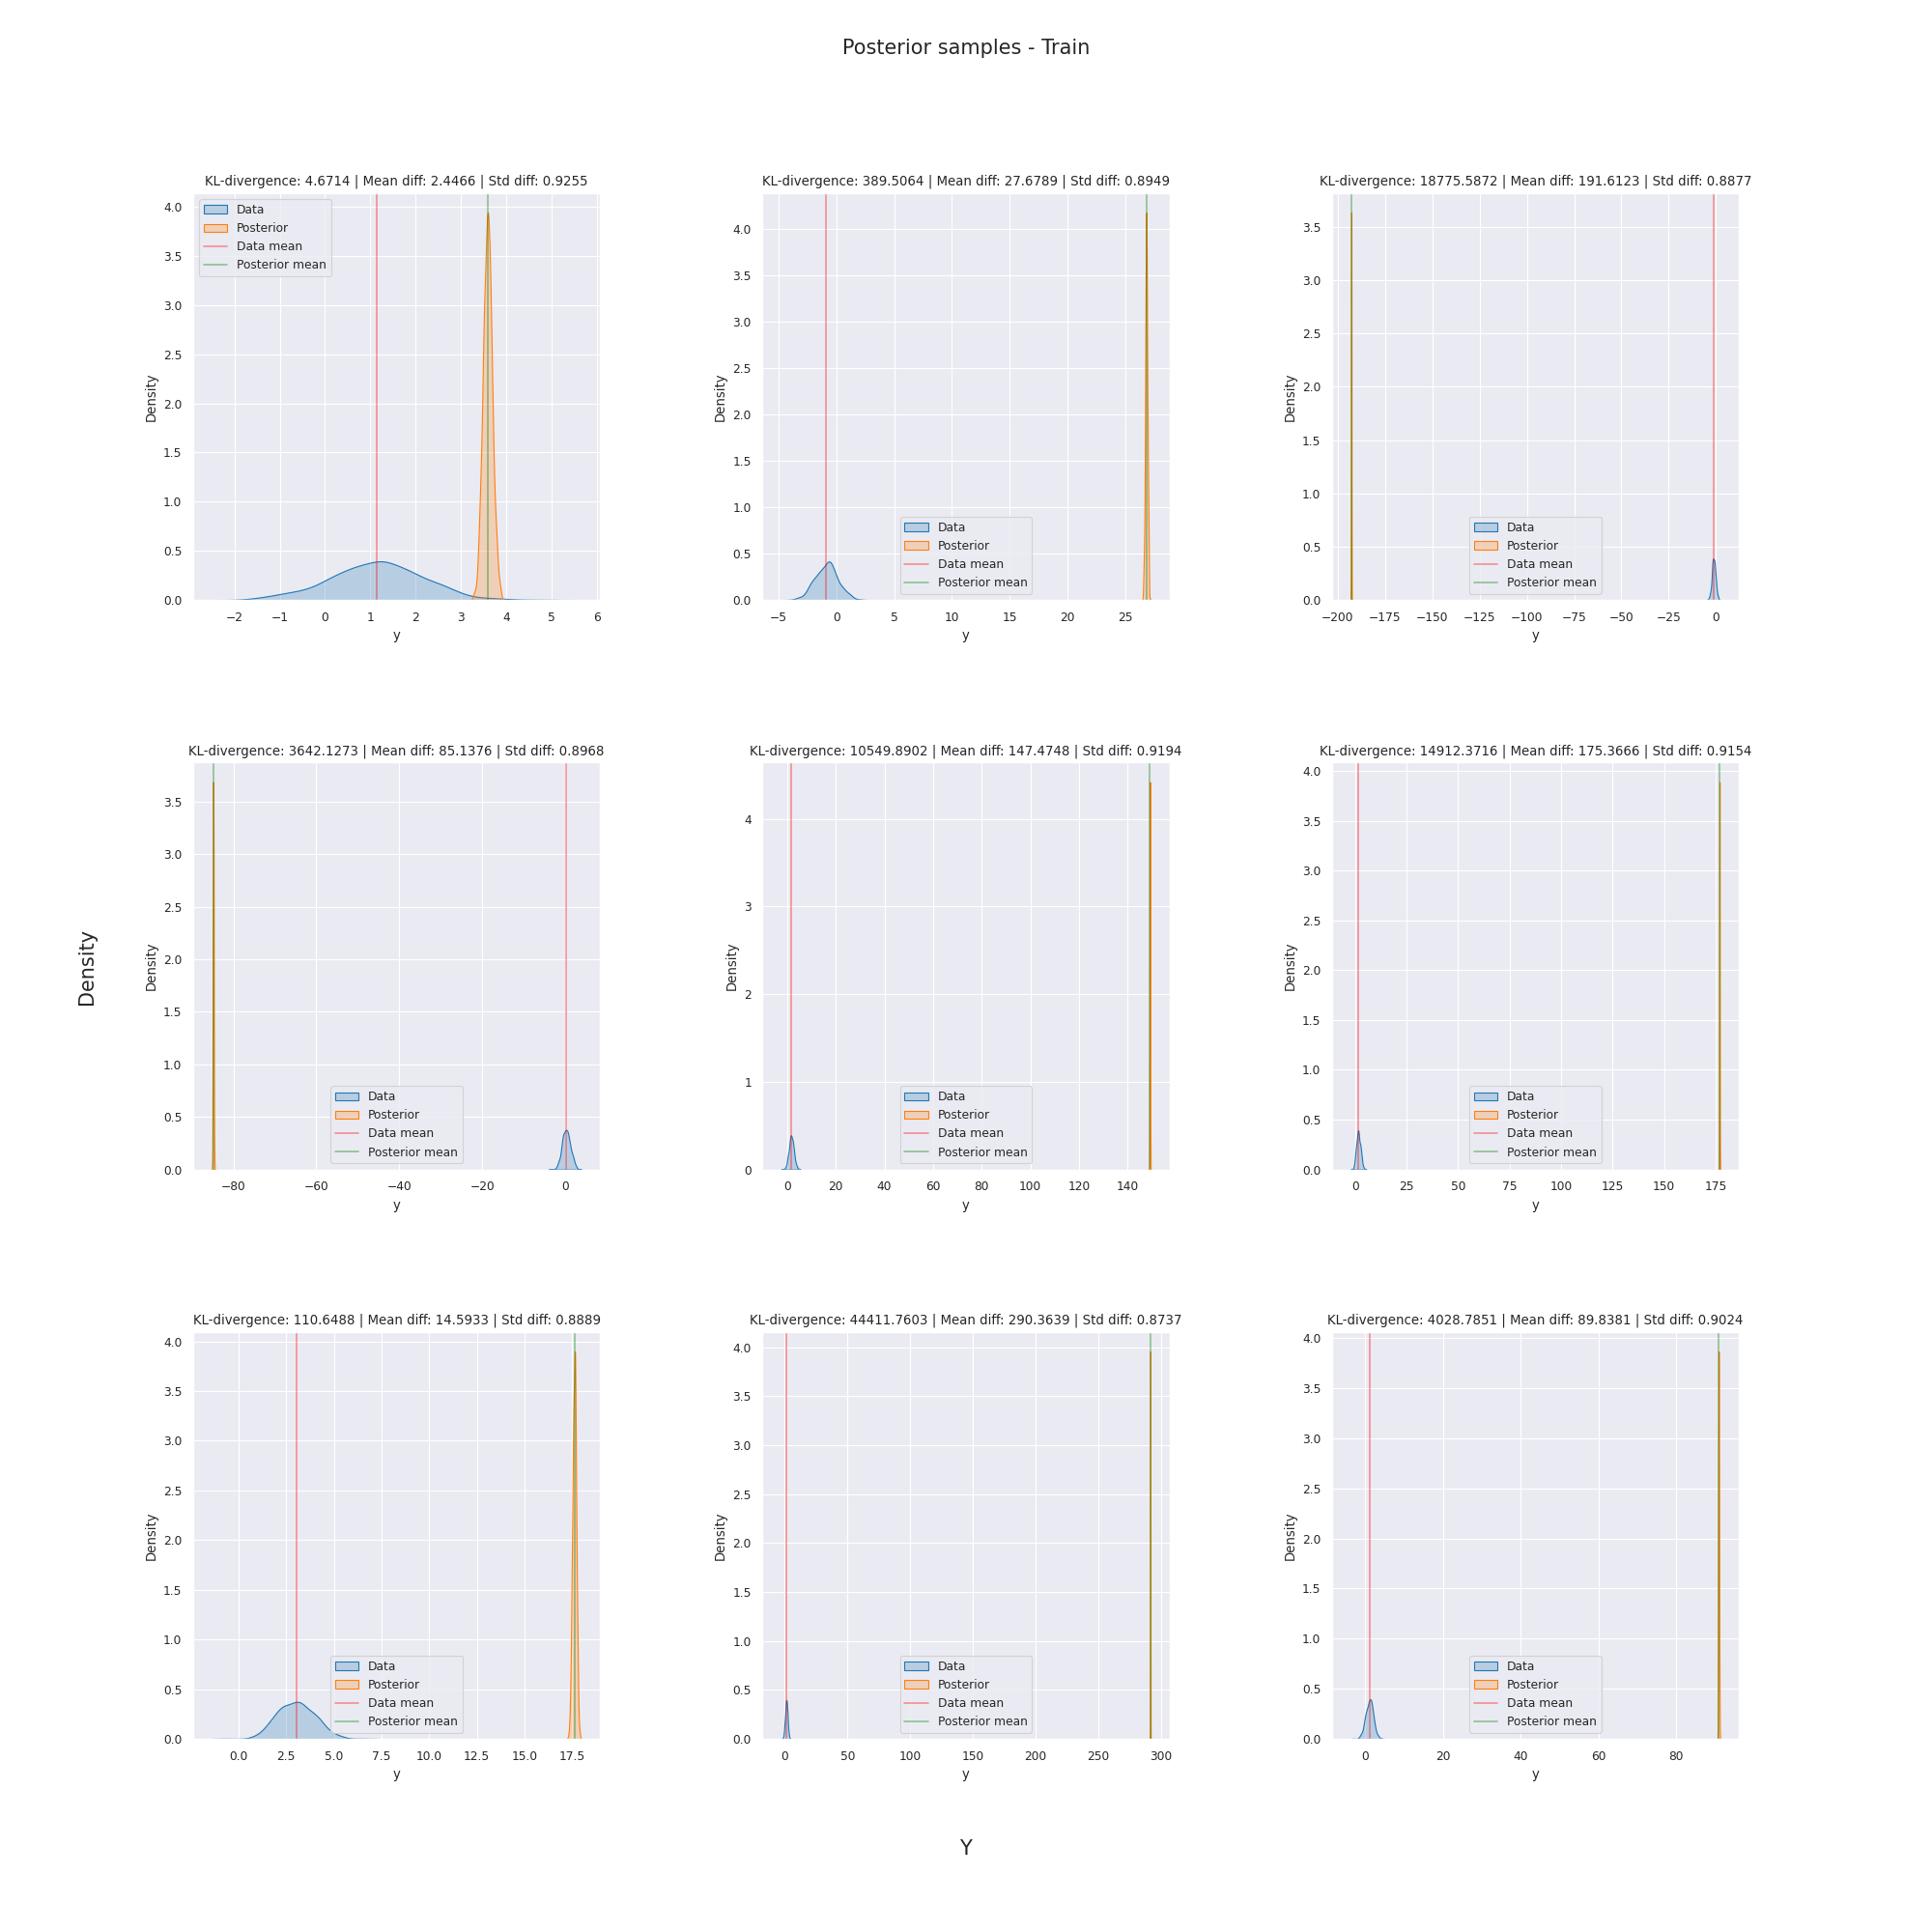 Posterior samples - Train
KL-divergence: 4.6714 | Mean diff: 2.4466 | Std diff: 0.9255
4.0
3.5
3.0
2.5
2.0
1.5
1.0
0.5
0.0
Density
Data
Posterior
Data mean
Posterior mean
−2 −1 0 1 2 3 4 5 6
y
KL-divergence: 389.5064 | Mean diff: 27.6789 | Std diff: 0.8949
4.0
3.5
3.0
2.5
2.0
1.5
1.0
0.5
0.0
Density
Data
Posterior
Data mean
Posterior mean
−5 0 5 10 15 20 25
y
KL-divergence: 18775.5872 | Mean diff: 191.6123 | Std diff: 0.8877
3.5
3.0
2.5
2.0
1.5
1.0
0.5
0.0
Density
Data
Posterior
Data mean
Posterior mean
−200 −175 −150 −125 −100 −75 −50 −25 0
y
Density
KL-divergence: 3642.1273 | Mean diff: 85.1376 | Std diff: 0.8968
3.5
3.0
2.5
2.0
1.5
1.0
0.5
0.0
Density
Data
Posterior
Data mean
Posterior mean
−80 −60 −40 −20 0
y
KL-divergence: 10549.8902 | Mean diff: 147.4748 | Std diff: 0.9194
4
3
2
1
0
Density
Data
Posterior
Data mean
Posterior mean
0 20 40 60 80 100 120 140
y
KL-divergence: 14912.3716 | Mean diff: 175.3666 | Std diff: 0.9154
4.0
3.5
3.0
2.5
2.0
1.5
1.0
0.5
0.0
Density
Data
Posterior
Data mean
Posterior mean
0 25 50 75 100 125 150 175
y
KL-divergence: 110.6488 | Mean diff: 14.5933 | Std diff: 0.8889
4.0
3.5
3.0
2.5
2.0
1.5
1.0
0.5
0.0
Density
Data
Posterior
Data mean
Posterior mean
0.0 2.5 5.0 7.5 10.0 12.5 15.0 17.5
y
KL-divergence: 44411.7603 | Mean diff: 290.3639 | Std diff: 0.8737
4.0
3.5
3.0
2.5
2.0
1.5
1.0
0.5
0.0
Density
Data
Posterior
Data mean
Posterior mean
0 50 100 150 200 250 300
y
KL-divergence: 4028.7851 | Mean diff: 89.8381 | Std diff: 0.9024
4.0
3.5
3.0
2.5
2.0
1.5
1.0
0.5
0.0
Density
Data
Posterior
Data mean
Posterior mean
0 20 40 60 80
y
Y